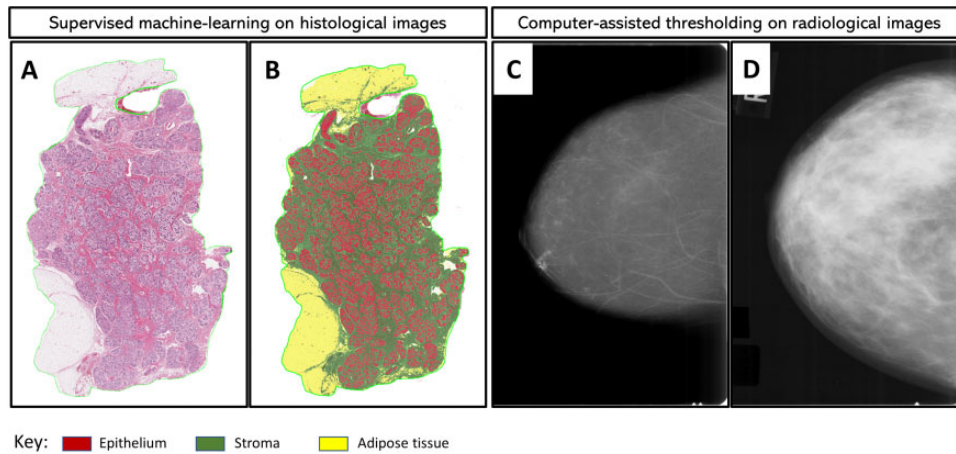 Supervised machine-learning on histological images
Computer-assisted thresholding on radiological images
A
B
C
D
Key:
Epithelium
Stroma
Adipose tissue